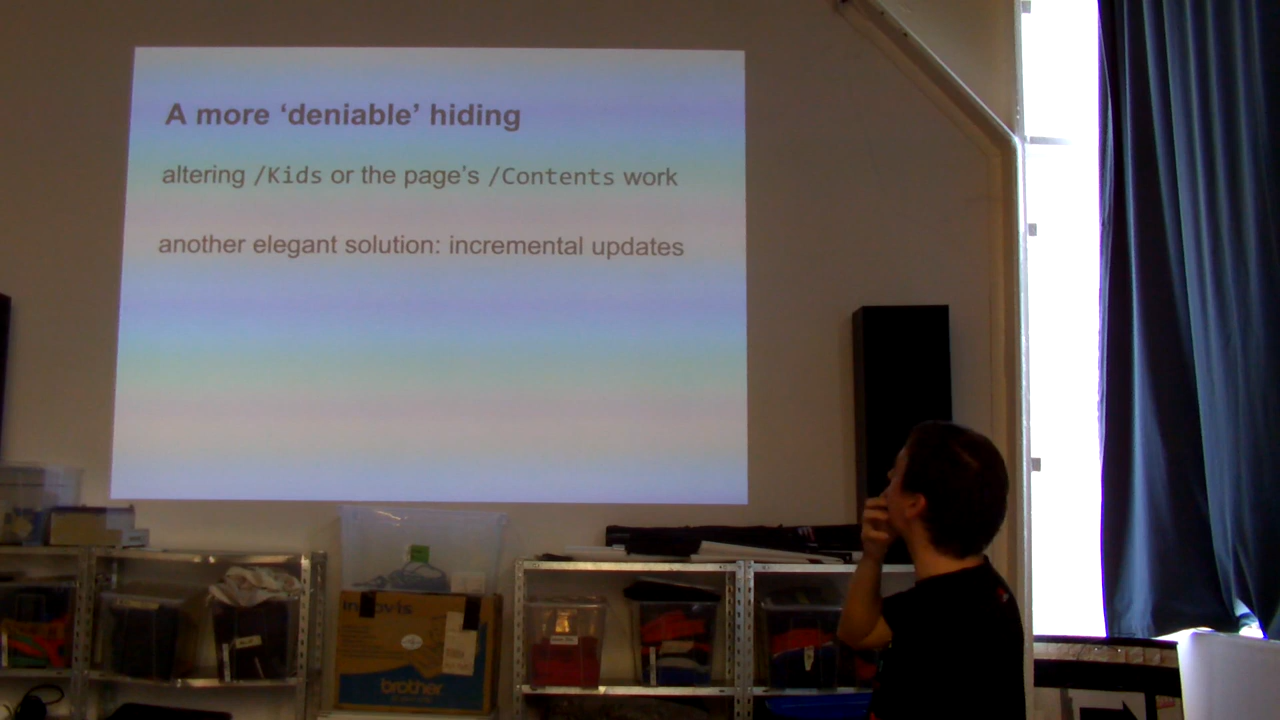 A more ‘deniable’ hiding
altering /Kids or the page’s /Contents work
another elegant solution: incremental updates
brother